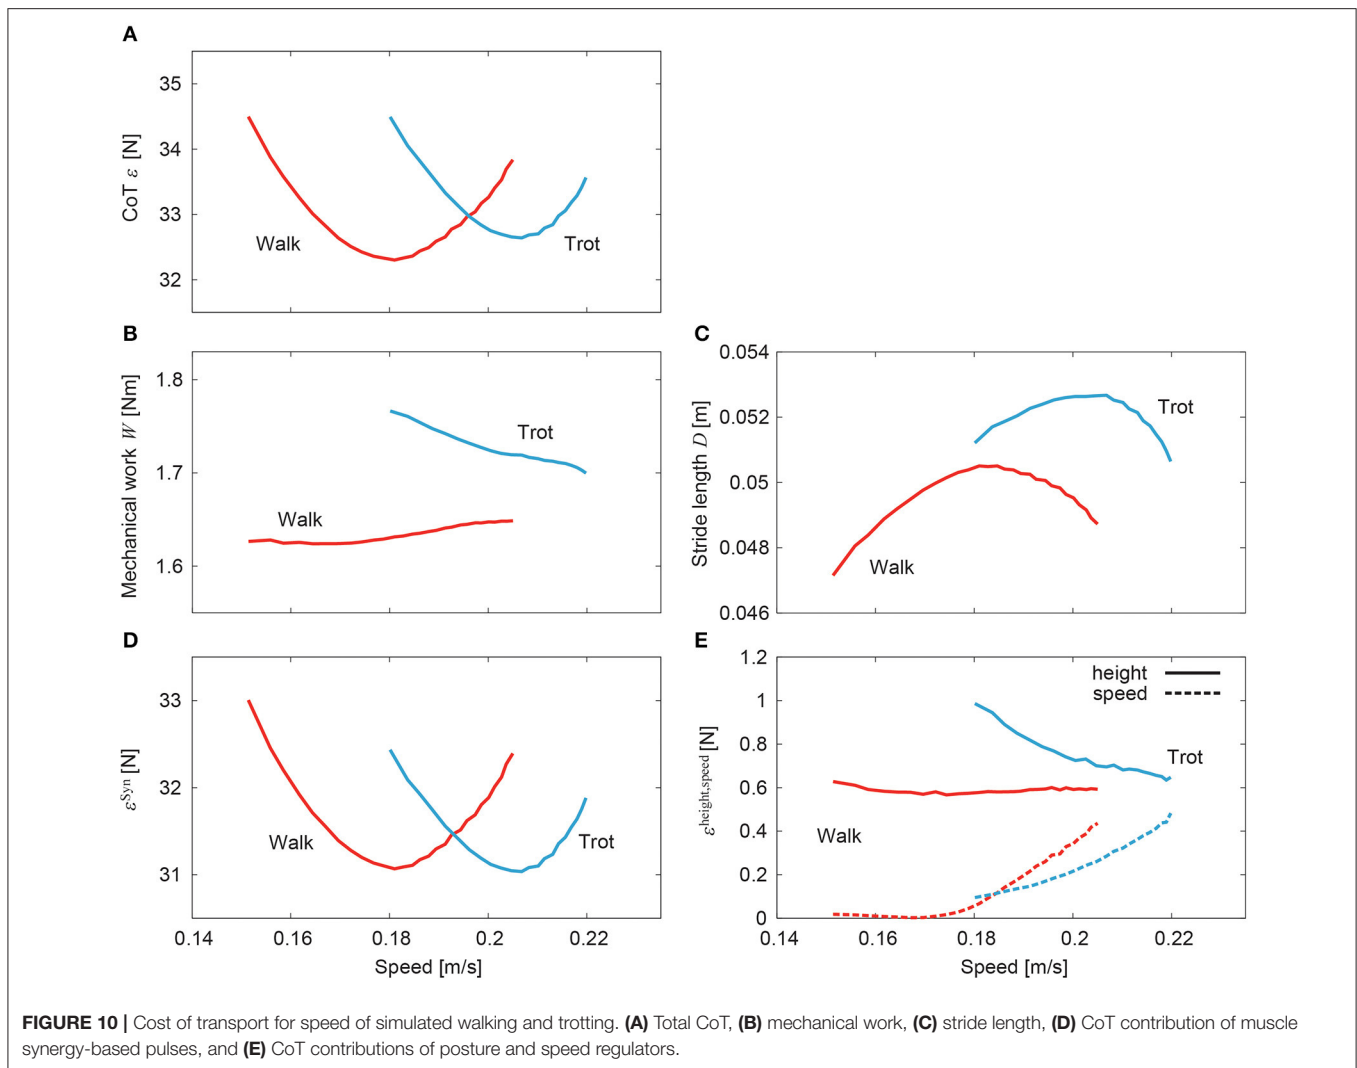 A
35
34
33
32
CoT ε [N]
Walk
Trot
B
1.8
1.7
1.6
Mechanical work W [Nm]
Trot
Walk
C
0.054
0.052
0.05
0.048
0.046
Stride length D [m]
Trot
Walk
D
33
32
31
εSyn [N]
Walk
Trot
0.14 0.16 0.18 0.2 0.22
Speed [m/s]
E
1.2
1
0.8
0.6
0.4
0.2
0
εheight,speed [N]
height
speed
Trot
Walk
0.14 0.16 0.18 0.2 0.22
Speed [m/s]
FIGURE 10 | Cost of transport for speed of simulated walking and trotting. (A) Total CoT, (B) mechanical work, (C) stride length, (D) CoT contribution of muscle
synergy-based pulses, and (E) CoT contributions of posture and speed regulators.